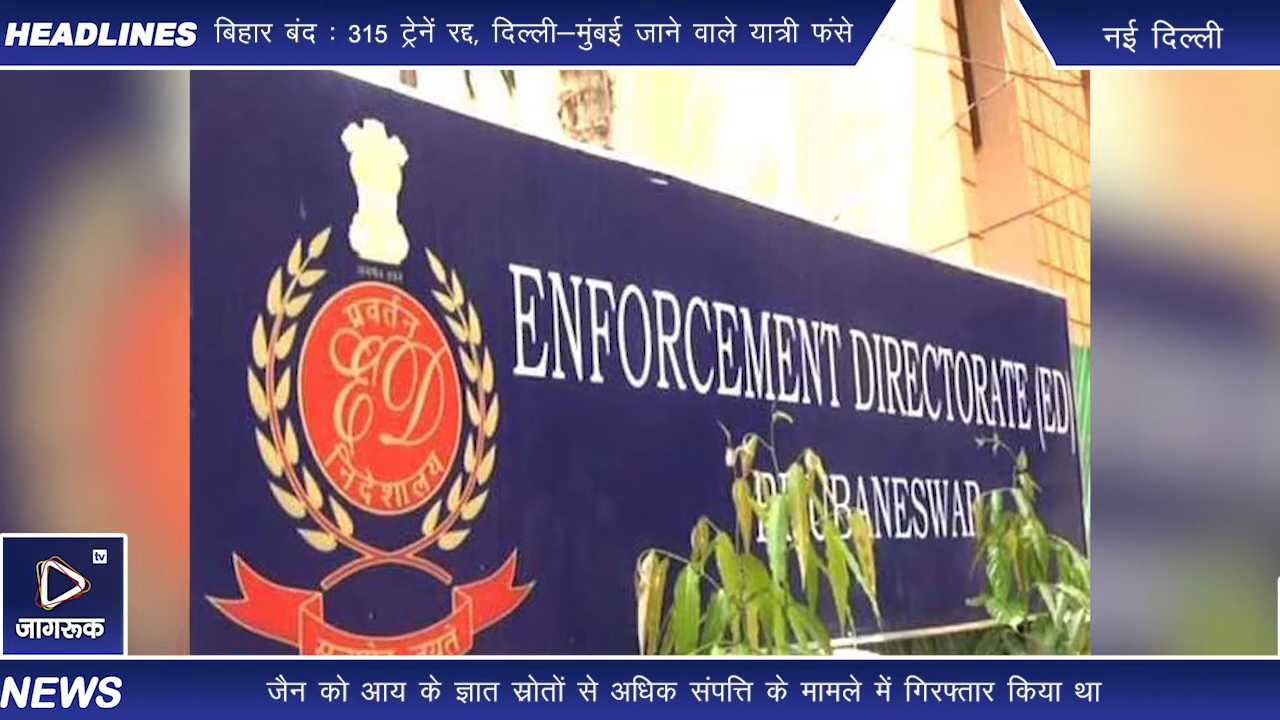 HEADLINES बिहार बंद : 315 ट्रेनें रद्द, दिल्ली–मुंबई जाने वाले यात्री फंसे
नई दिल्ली
प्रवर्तन
ED
निदेशालय
ENFORCEMENT DIRECTORATE (ED)
BHUBANESWAR
tv
जागरूक
NEWS जैन को आय के ज्ञात स्रोतों से अधिक संपत्ति के मामले में गिरफ्तार किया था